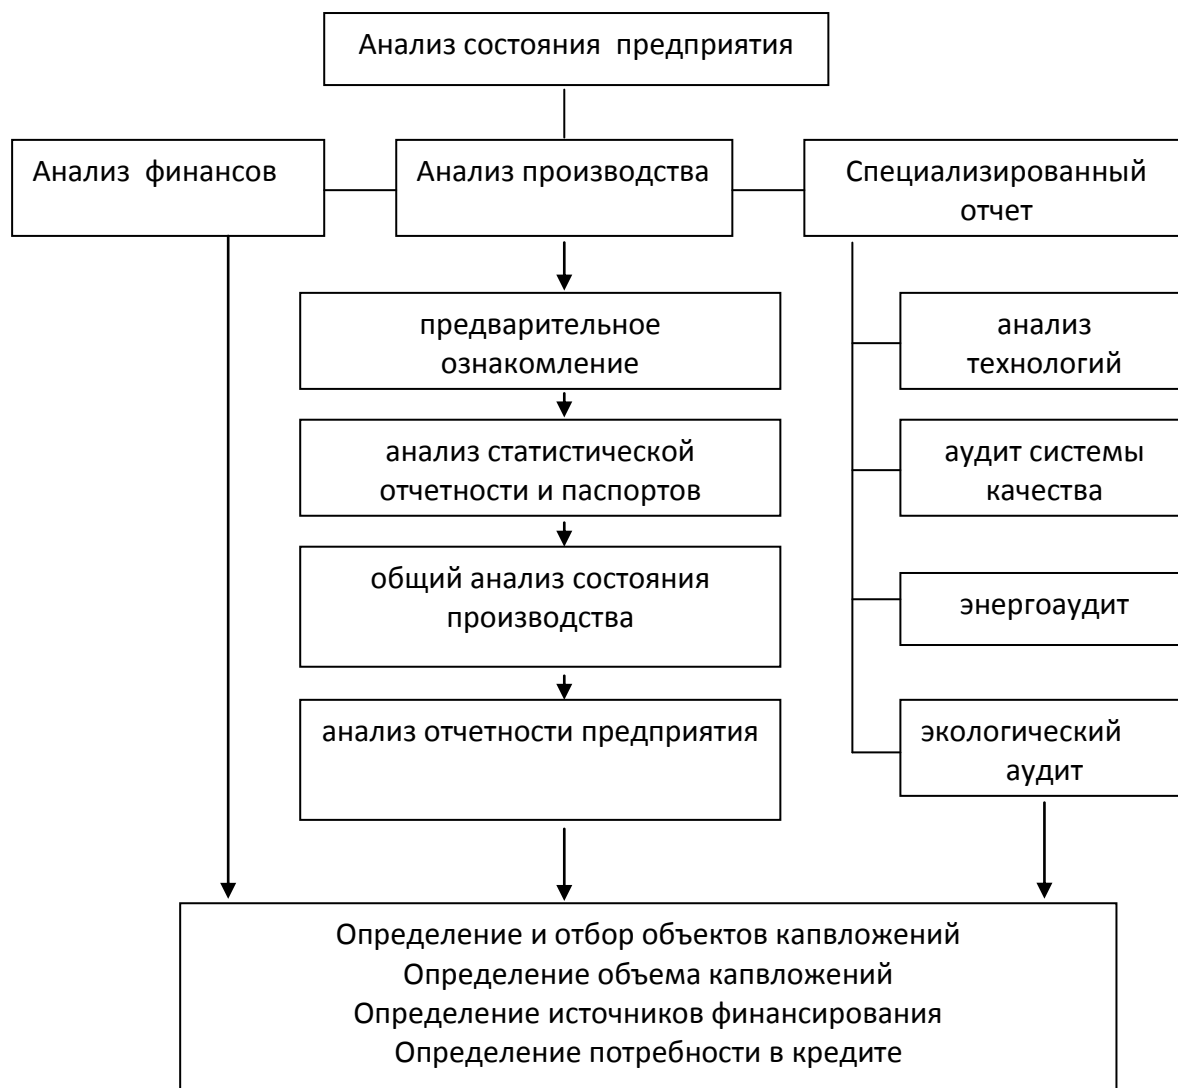 Анализ состояния предприятия
Анализ финансов
Анализ производства
Специализированный
отчет
предварительное
ознакомление
анализ статистической
отчетности и паспортов
общий анализ состояния
производства
анализ отчетности предприятия
анализ
технологий
аудит системы
качества
энергоаудит
экологический
аудит
Определение и отбор объектов капвложений
Определение объема капвложений
Определение источников финансирования
Определение потребности в кредите